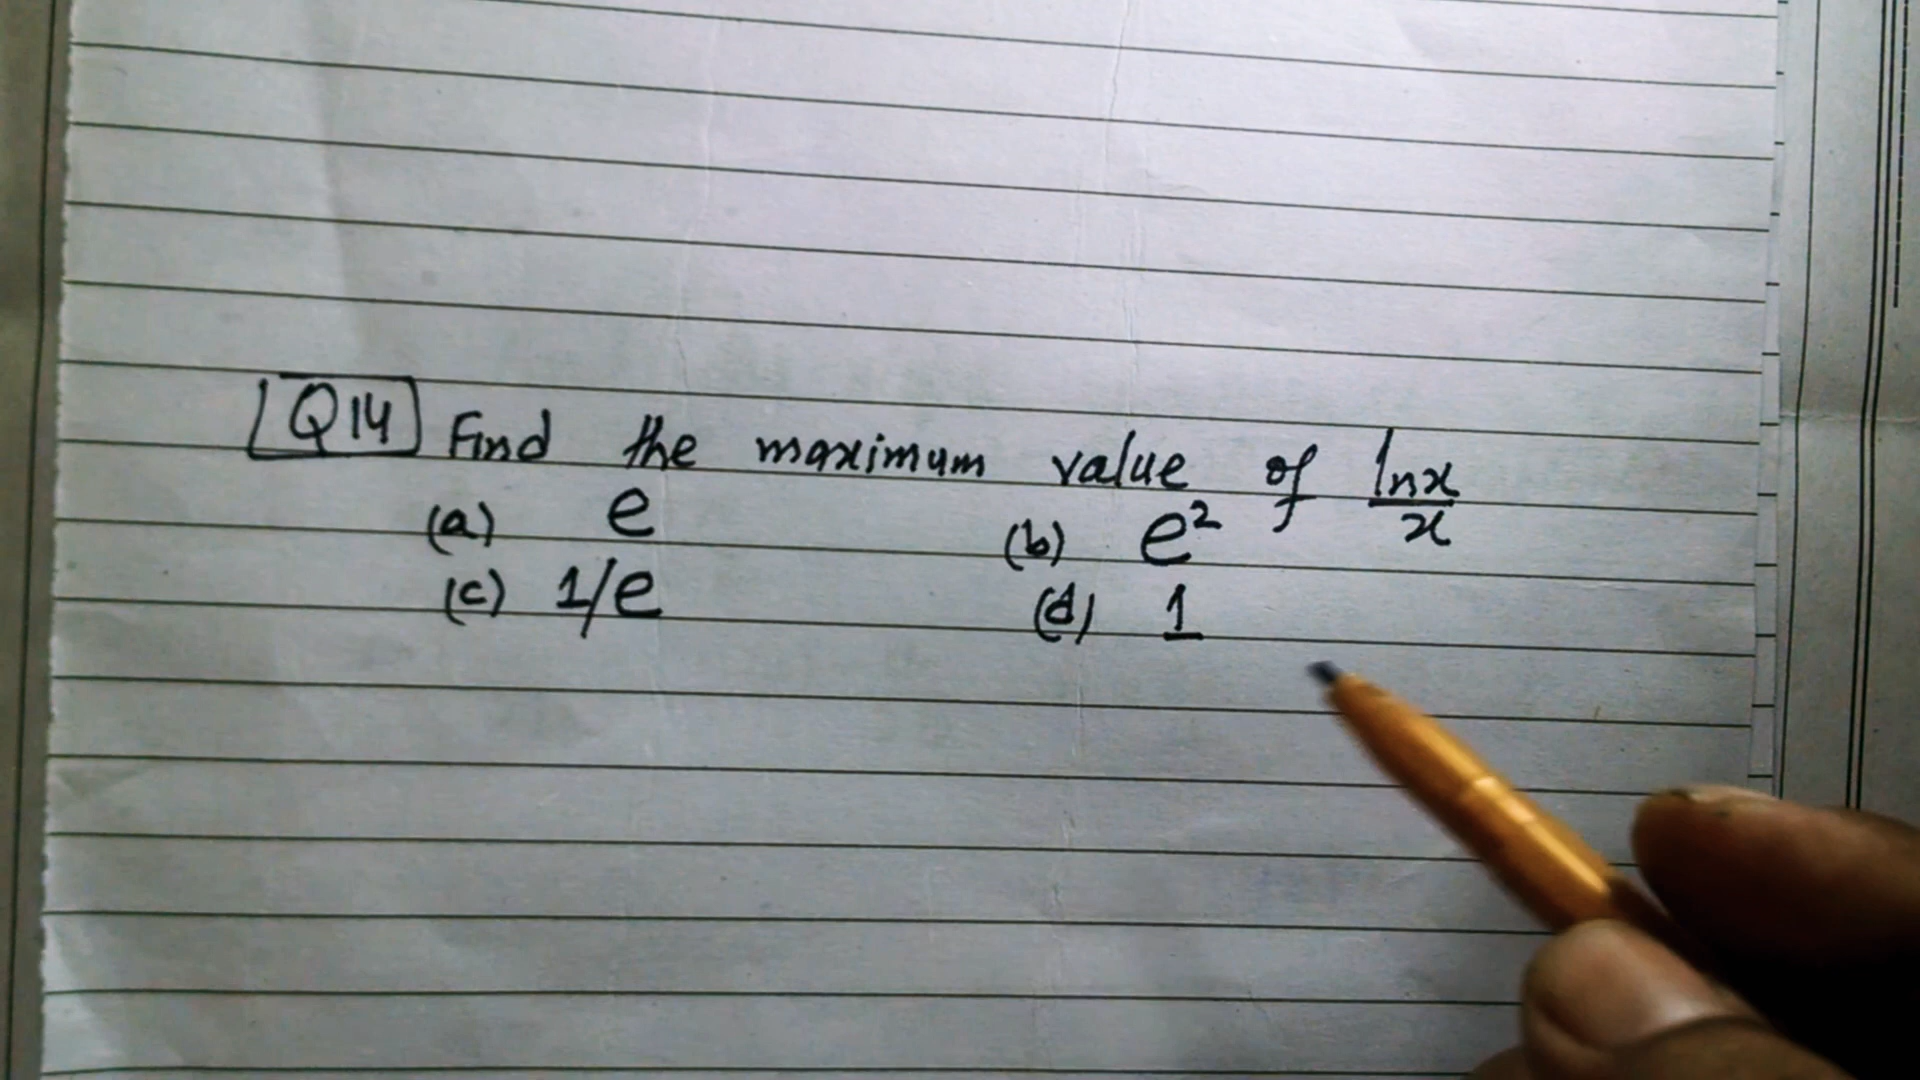 Q14 Find the maximum value of lnx/x
(a) e (b) e²
(c) 1/e (d) 1